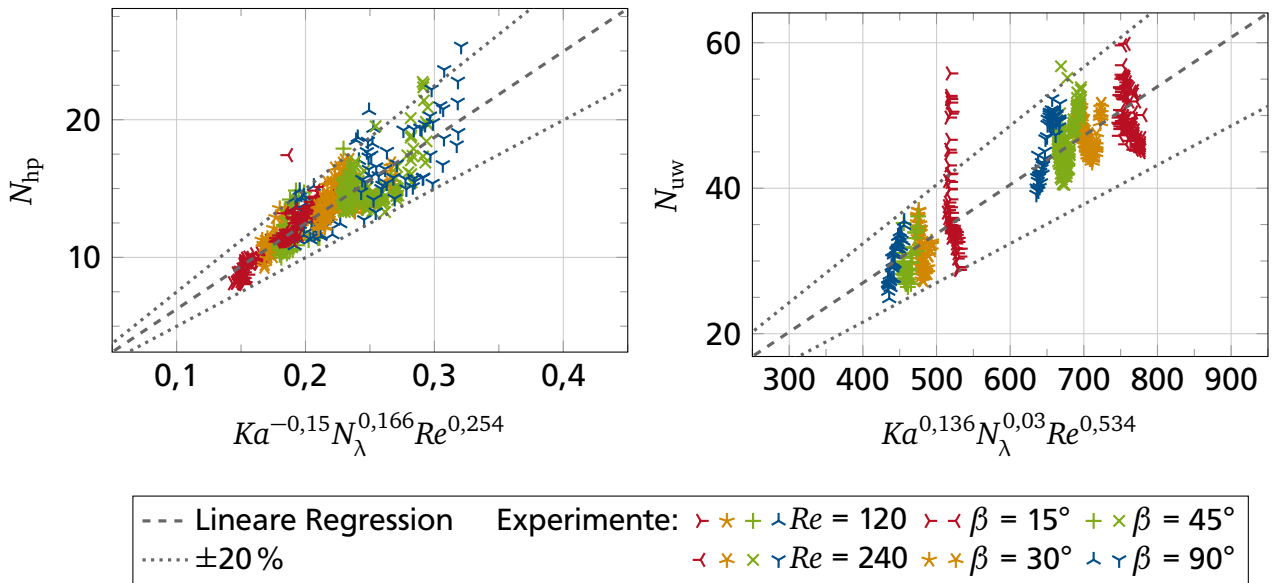 N_hp
20
10
0,1 0,2 0,3 0,4
Ka^−0,15 N_λ^0,166 Re^0,254
N_uw
60
40
20
300 400 500 600 700 800 900
Ka^0,136 N_λ^0,03 Re^0,534
Lineare Regression
±20 %
Experimente: Re = 120 β = 15° β = 45°
Re = 240 β = 30° β = 90°